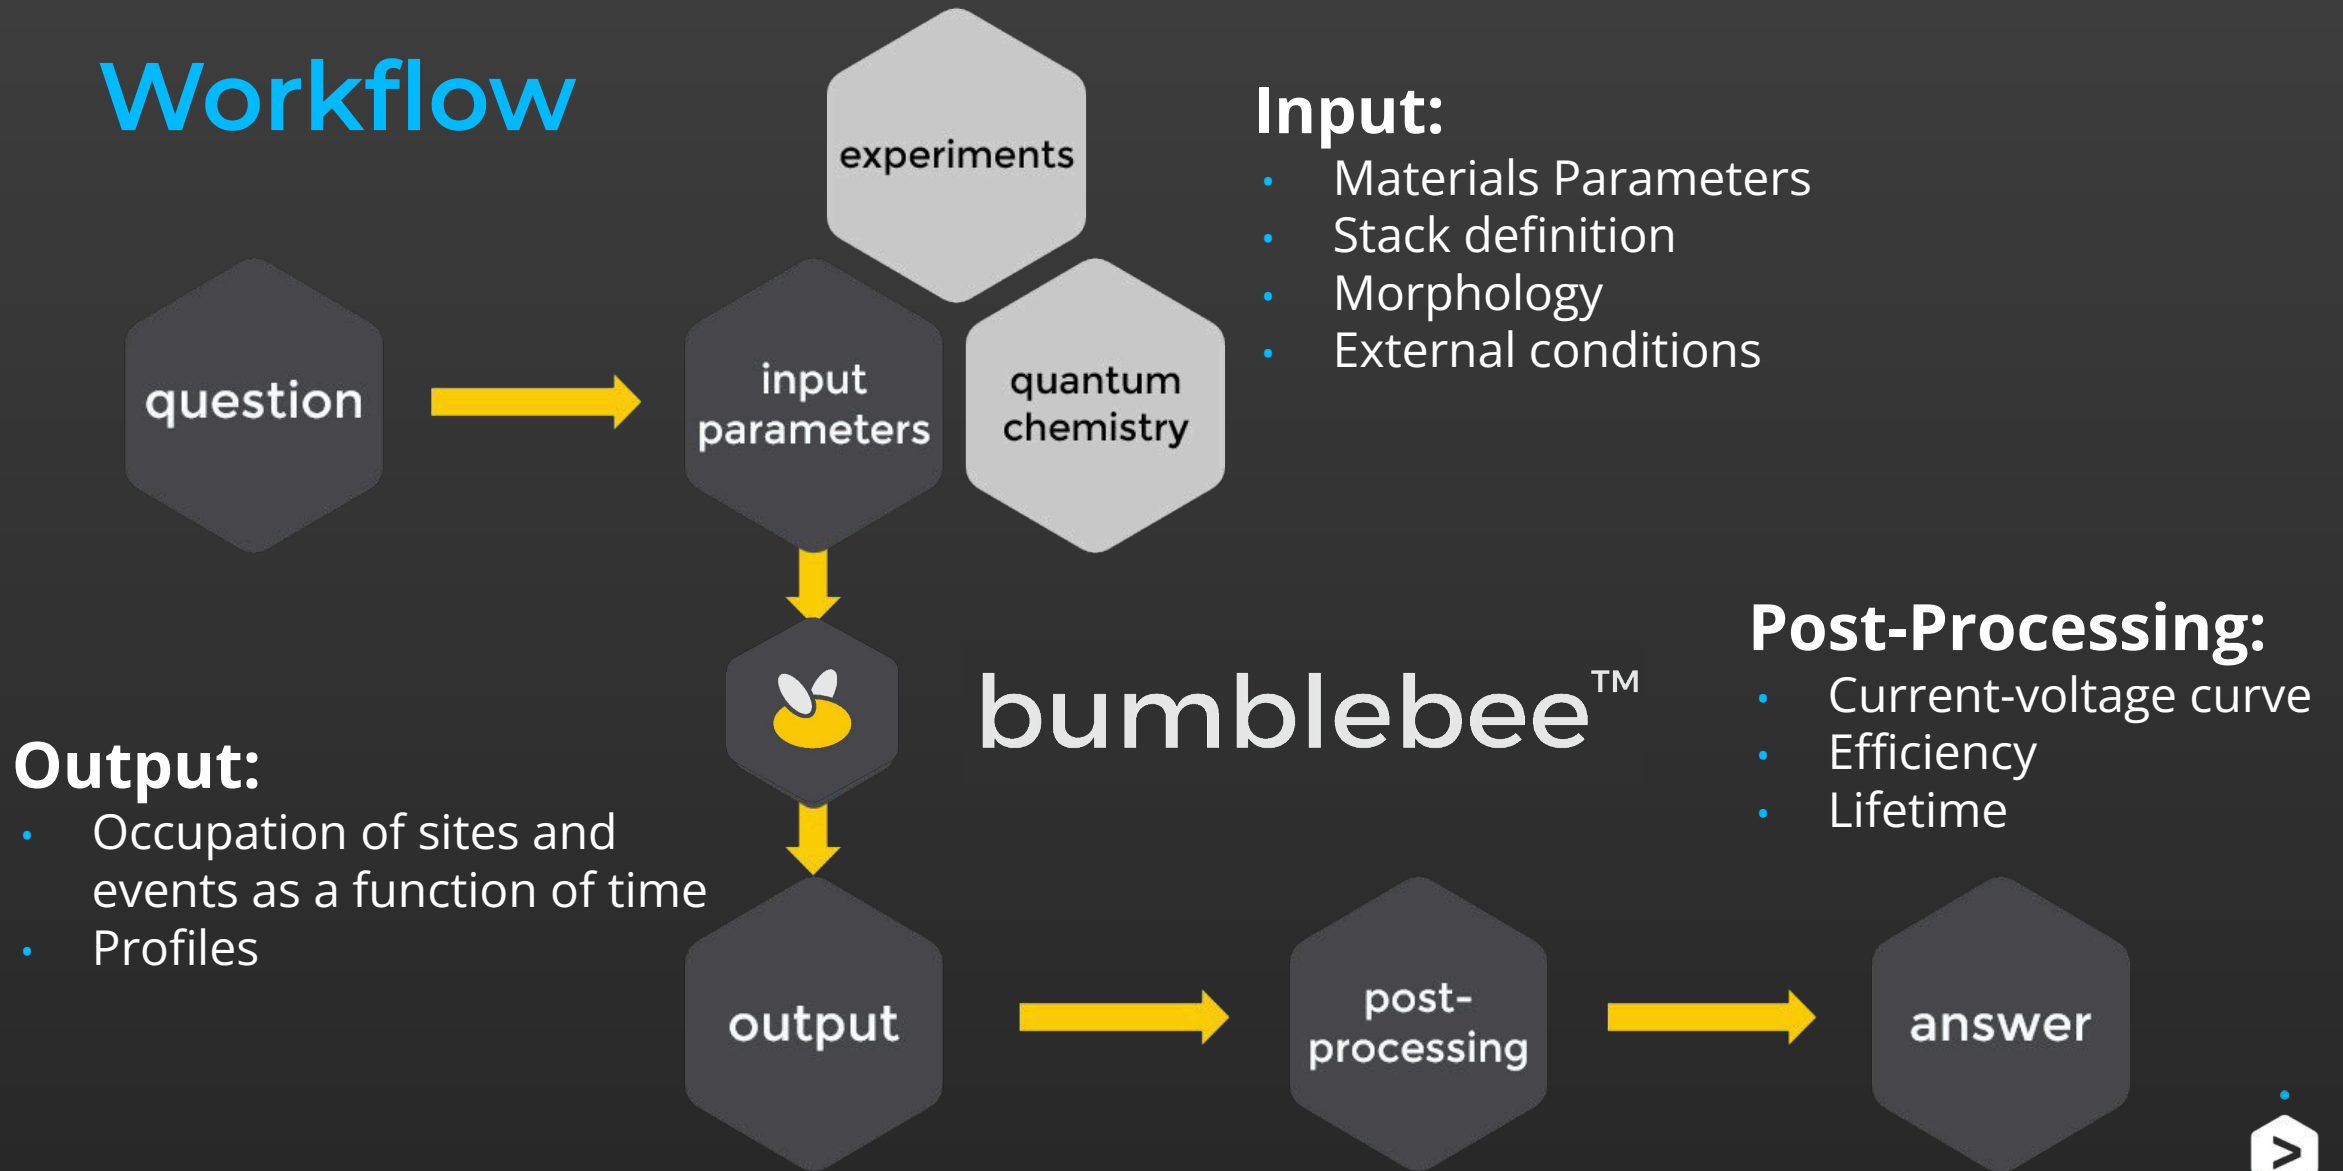 Workflow
experiments
Input:
• Materials Parameters
• Stack definition
• Morphology
• External conditions
question
input
parameters
quantum
chemistry
bumblebee™
Post-Processing:
• Current-voltage curve
• Efficiency
• Lifetime
Output:
• Occupation of sites and
events as a function of time
• Profiles
output
post-
processing
answer
>